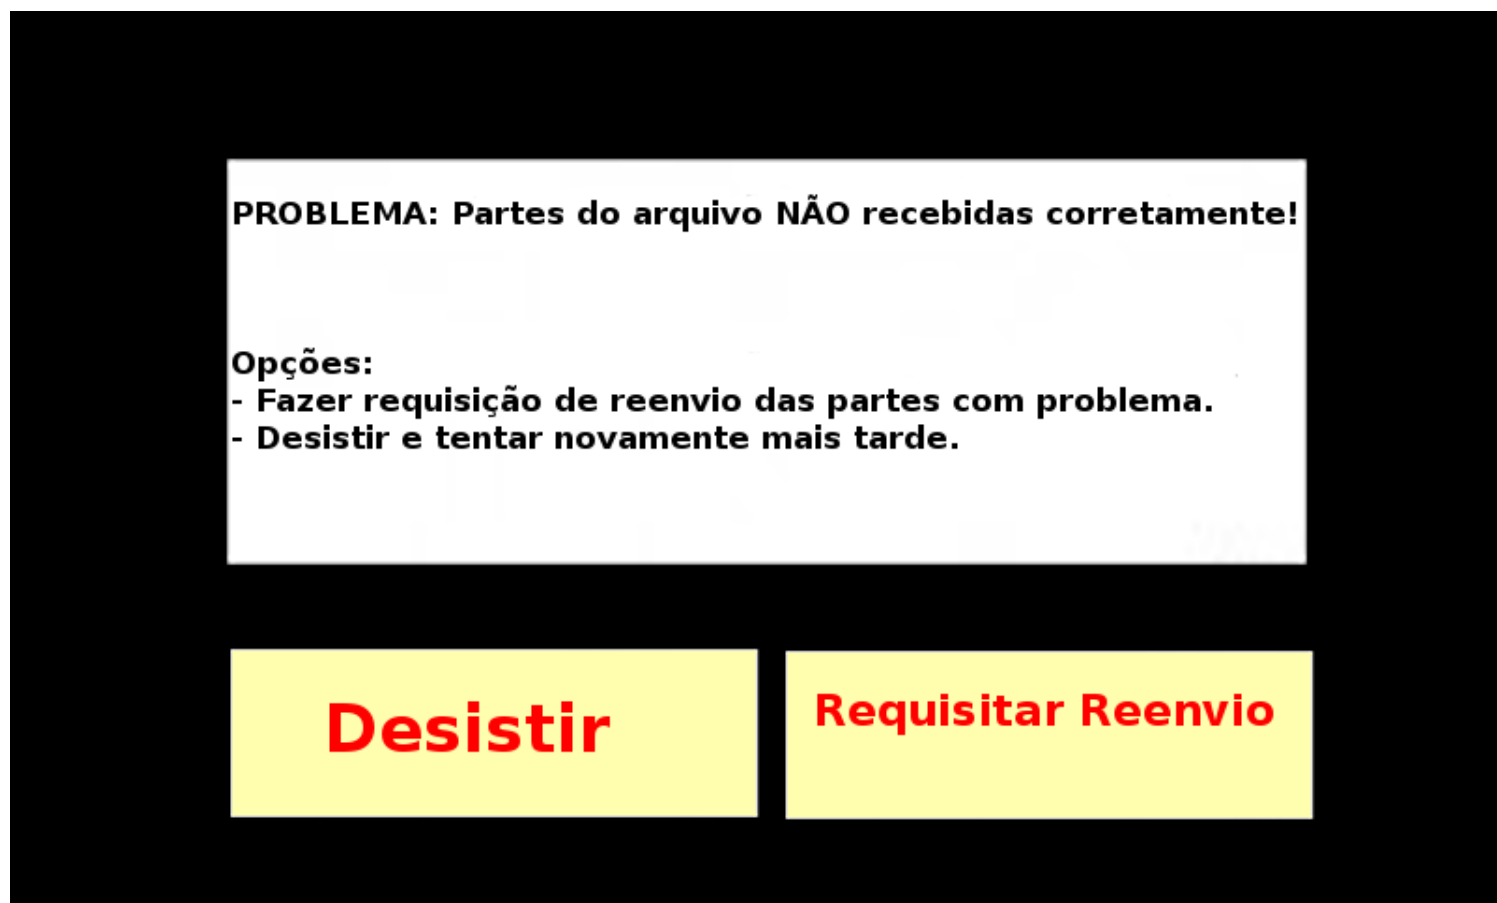 PROBLEMA: Partes do arquivo NÃO recebidas corretamente!
Opções:
- Fazer requisição de reenvio das partes com problema.
- Desistir e tentar novamente mais tarde.
Desistir
Requisitar Reenvio